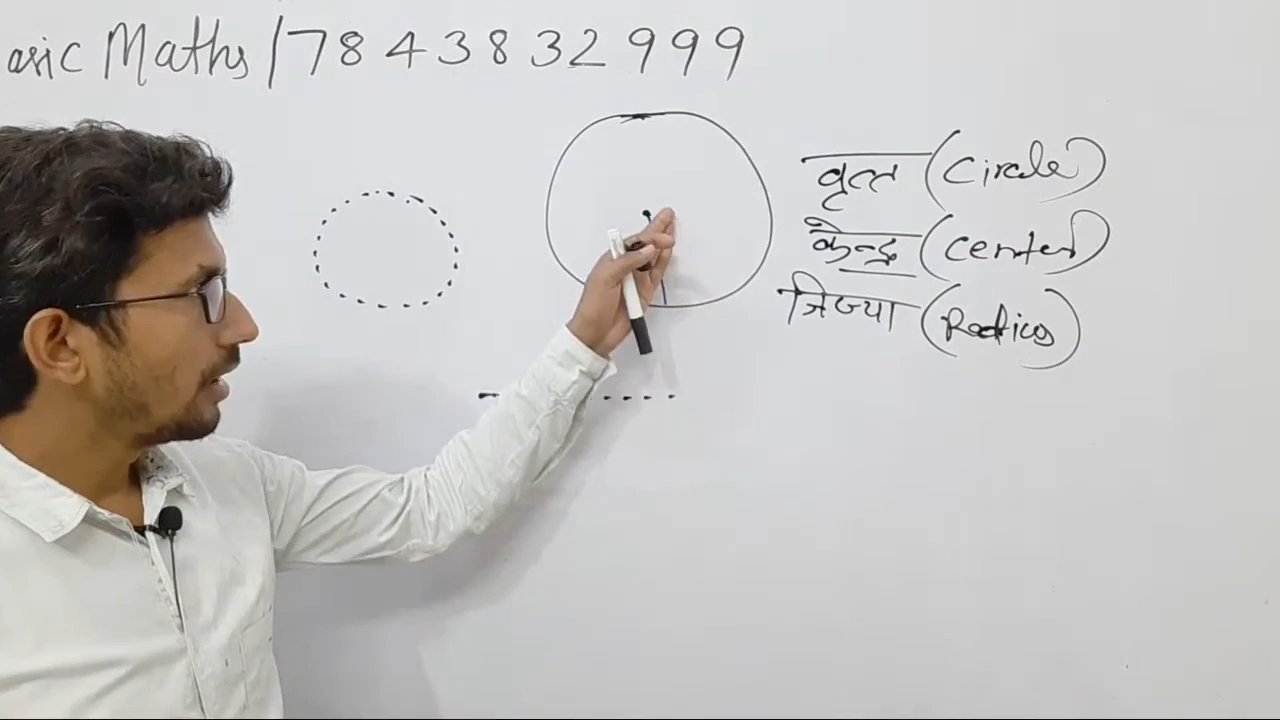 asic Maths / 7843832999
वृत्त (Circle)
केन्द्र (center)
त्रिज्या (Radius)